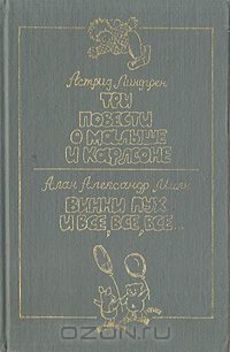 Астрид Линдгрен
ТРИ
ПОВЕСТИ
О МАЛЫШЕ
И КАРЛСОНЕ
Алан Александр Милн
ВИННИ ПУХ
И ВСЕ, ВСЕ, ВСЕ...
OZON.ru